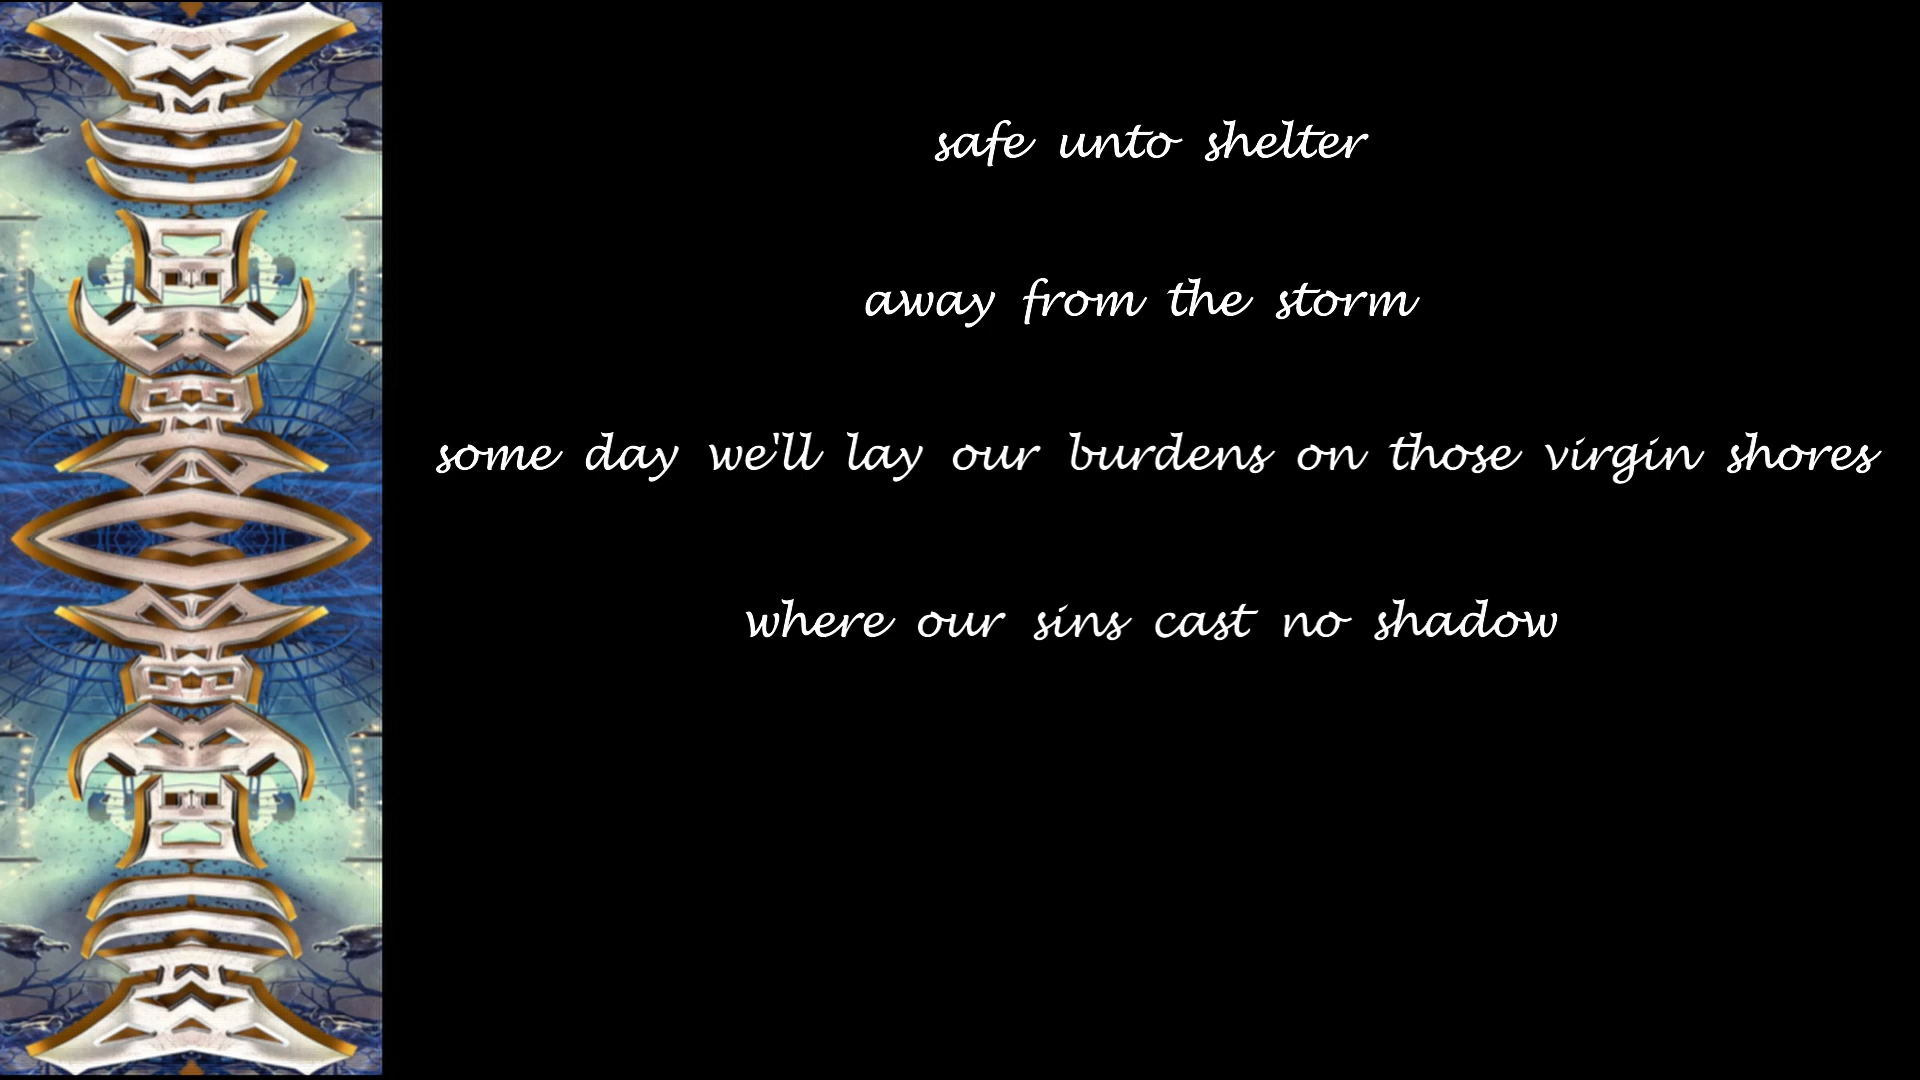 safe unto shelter
away from the storm
some day we'll lay our burdens on those virgin shores
where our sins cast no shadow